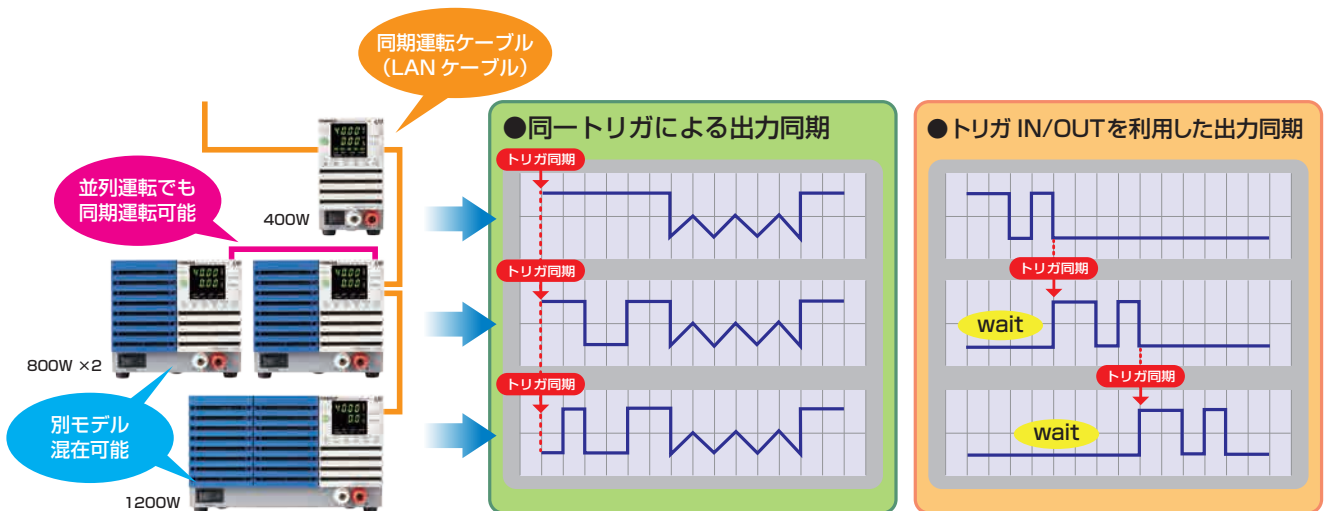 同期運転ケーブル
（LAN ケーブル）
並列運転でも
同期運転可能
400W
800W ×2
別モデル
混在可能
1200W
●同一トリガによる出力同期
トリガ同期
トリガ同期
トリガ同期
●トリガ IN/OUTを利用した出力同期
トリガ同期
wait
トリガ同期
wait